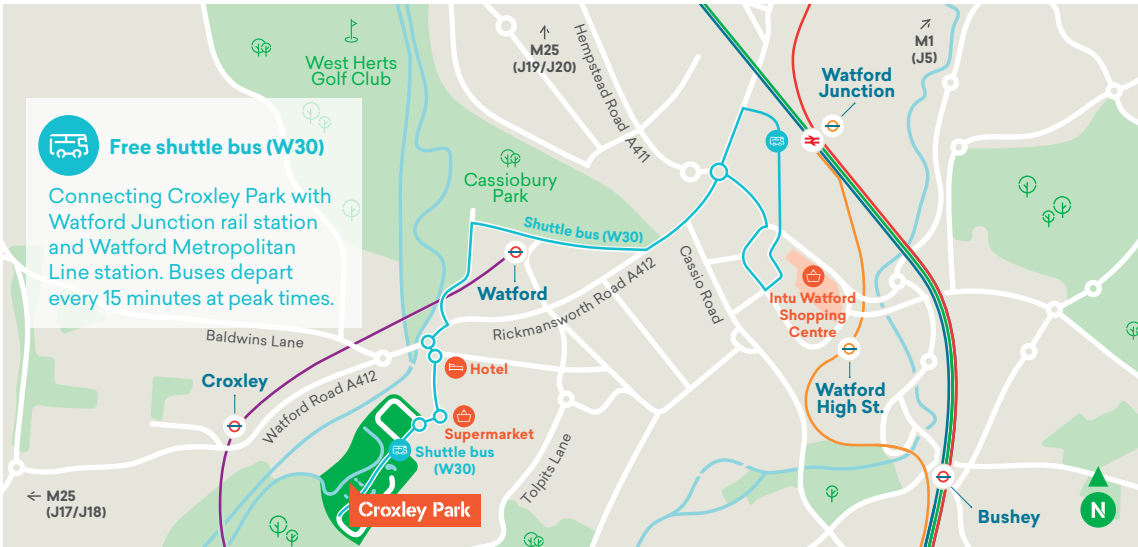 West Herts
Golf Club
M25
(J19/J20)
Hempstead Road A411
M1
(J5)
Watford
Junction
Free shuttle bus (W30)
Connecting Croxley Park with
Watford Junction rail station
and Watford Metropolitan
Line station. Buses depart
every 15 minutes at peak times.
Cassiobury
Park
Shuttle bus (W30)
Watford
Rickmansworth Road A412
Cassio Road
Intu Watford
Shopping
Centre
Baldwins Lane
Croxley
Watford Road A412
Hotel
Watford
High St.
Supermarket
Shuttle bus
(W30)
Tolpits Lane
M25
(J17/J18)
Croxley Park
Bushey
N